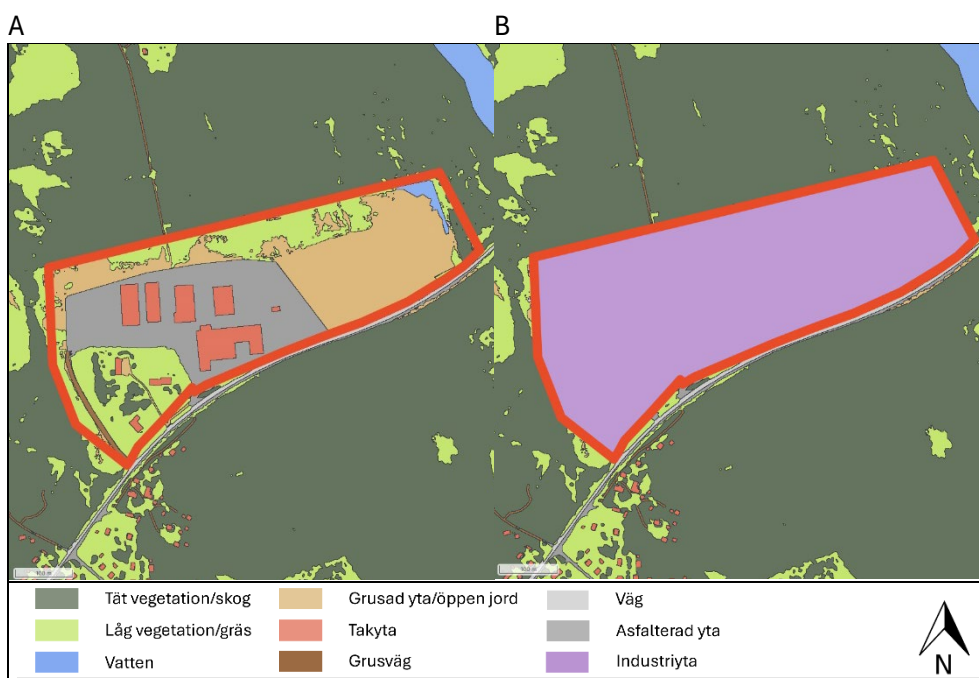 A
B
Tät vegetation/skog
Grusad yta/öppen jord
Väg
Låg vegetation/gräs
Takyta
Asfalterad yta
Vatten
Grusväg
Industriyta
N